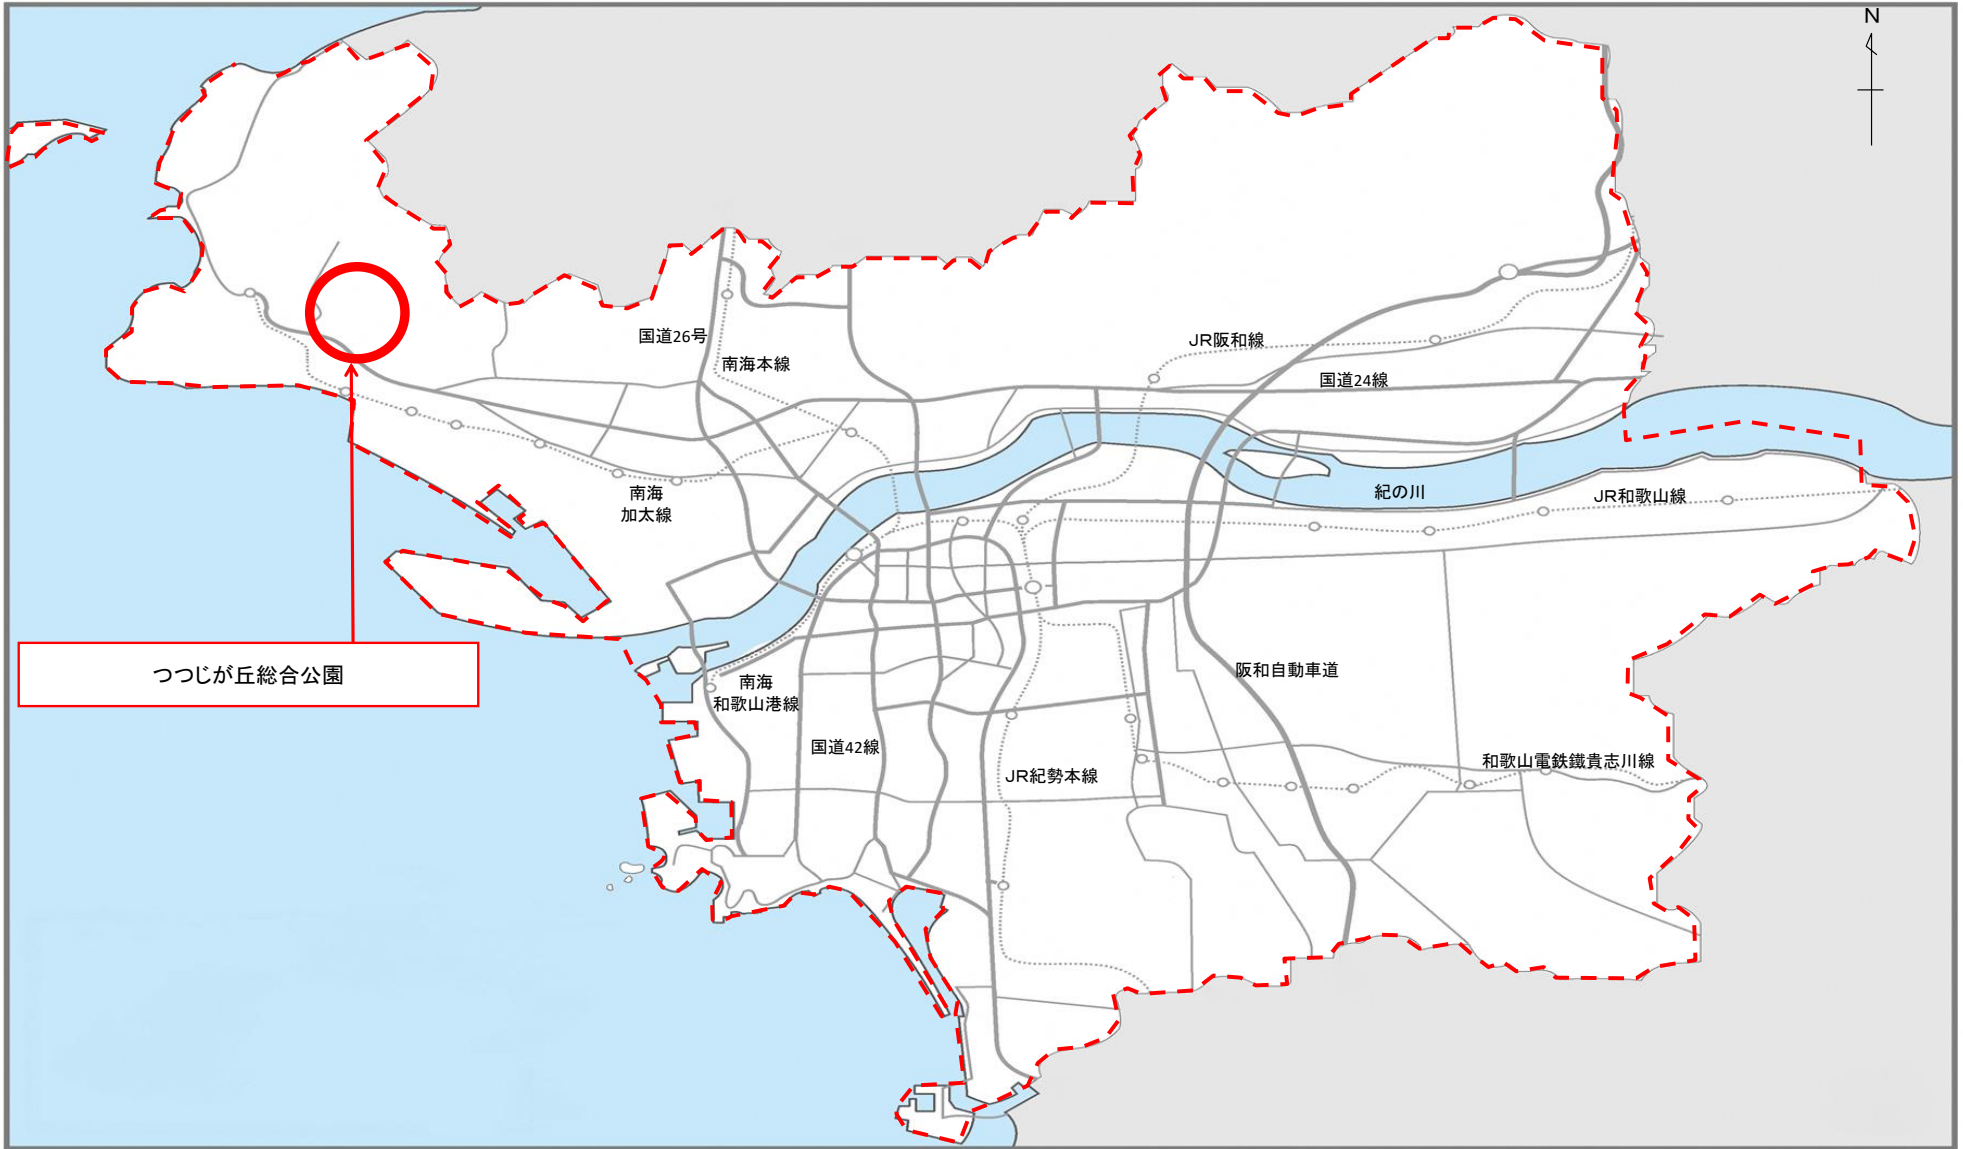 N
国道26号
南海本線
JR阪和線
国道24線
南海
加太線
紀の川
JR和歌山線
つつじが丘総合公園
南海
和歌山港線
阪和自動車道
国道42線
JR紀勢本線
和歌山電鉄鐵貴志川線